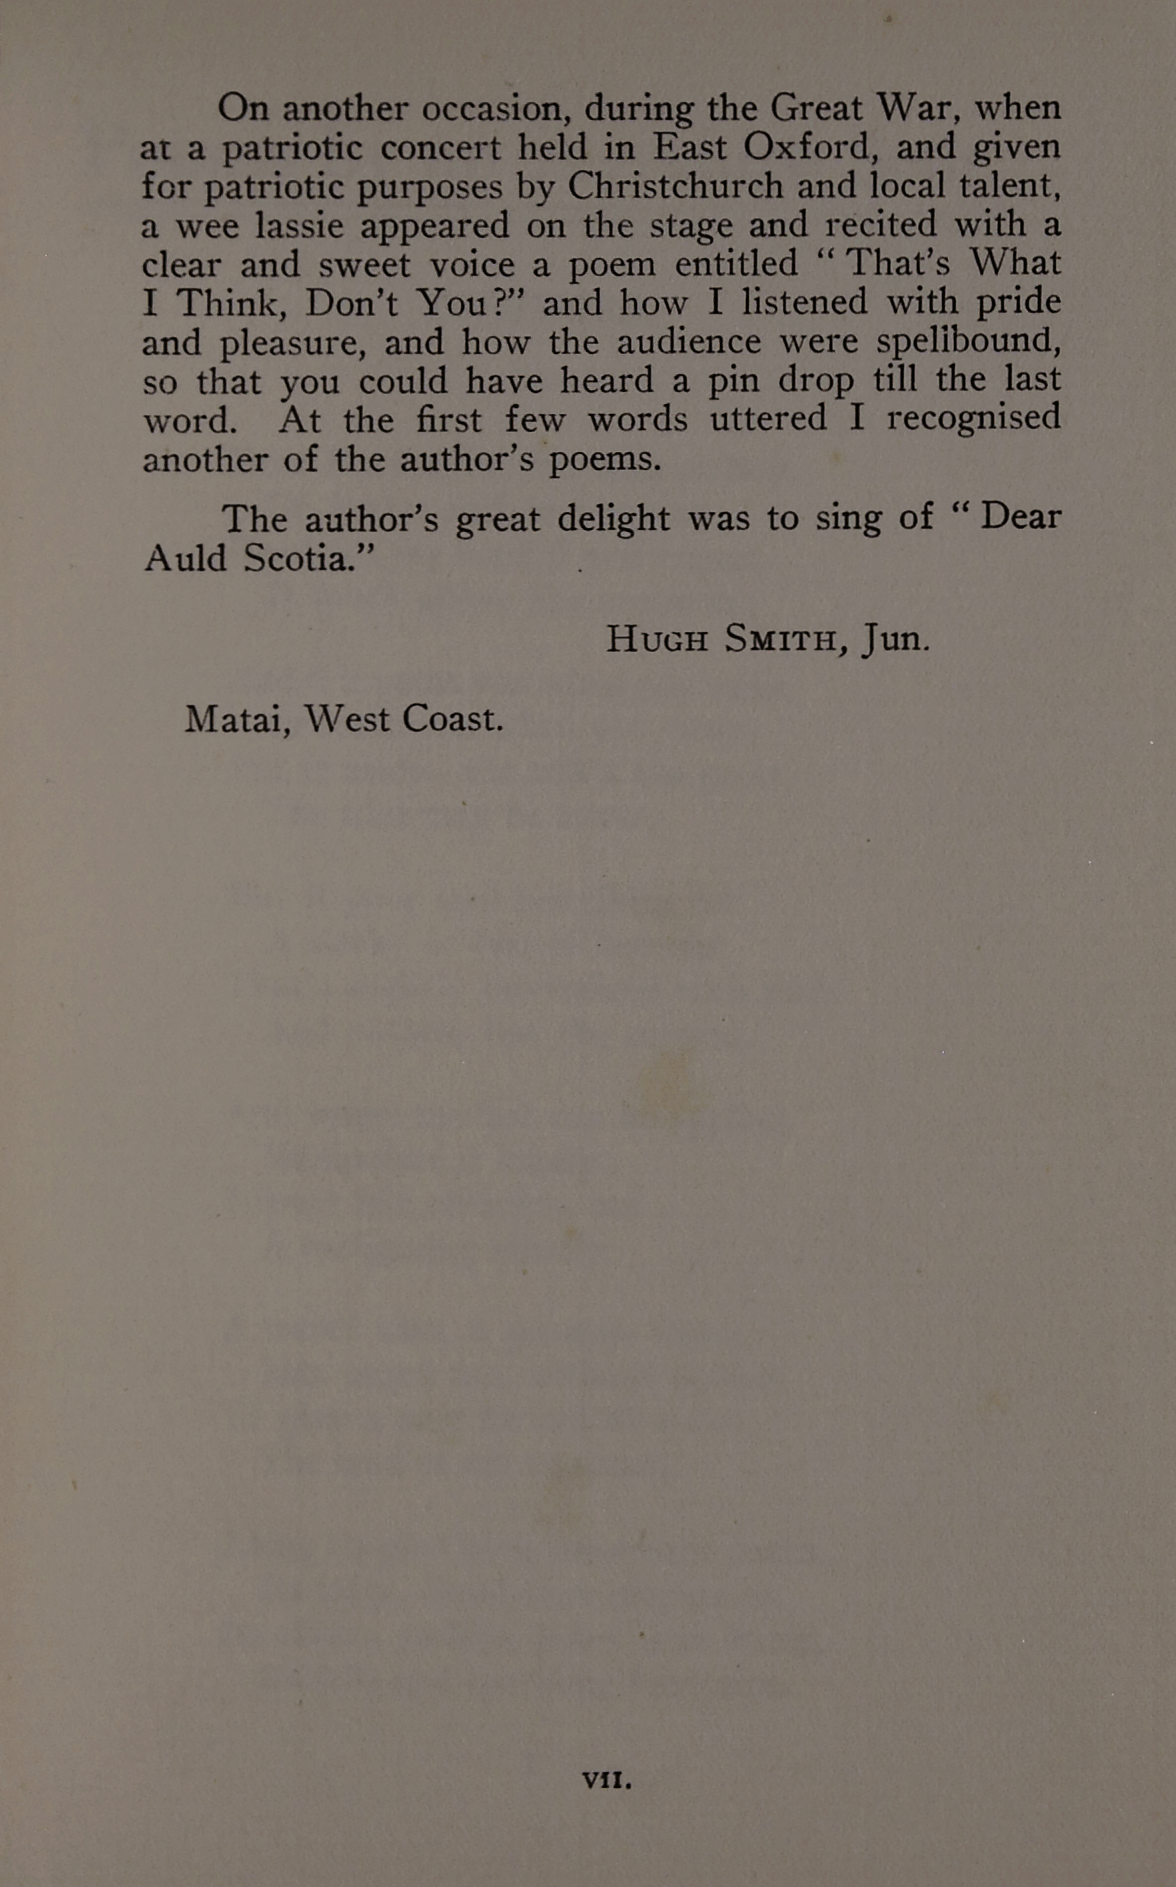 On another occasion, during the Great War, when
at a patriotic concert held in East Oxford, and given
for patriotic purposes by Christchurch and local talent,
a wee lassie appeared on the stage and recited with a
clear and sweet voice a poem entitled “ That’s What
I Think, Don’t You?” and how I listened with pride
and pleasure, and how the audience were spellbound,
so that you could have heard a pin drop till the last
word. At the first few words uttered I recognised
another of the author’s poems.
The author’s great delight was to sing of “ Dear
Auld Scotia.”
Hugh Smith, Jun.
Matai, West Coast.
VII.